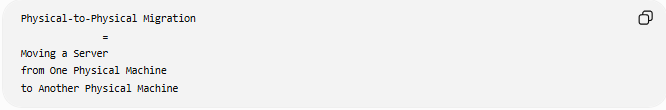 Physical-to-Physical Migration
=
Moving a Server
from One Physical Machine
to Another Physical Machine